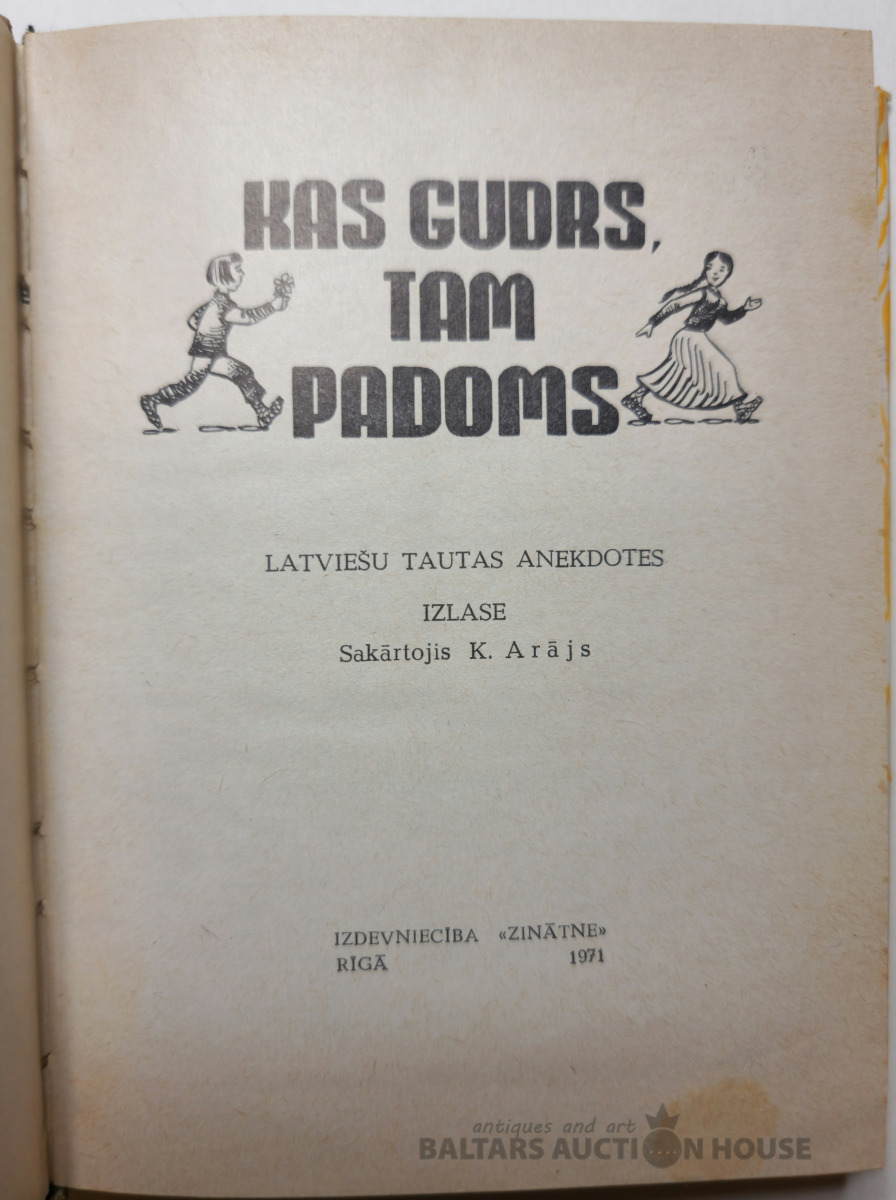 KAS GUDRS,
TAM
PADOMS
LATVIEŠU TAUTAS ANEKDOTES
IZLASE
Sakārtojis K. Arājs
IZDEVNIECĪBA «ZINĀTNE»
RĪGĀ 1971
antiques and art
BALTARS AUCTION HOUSE